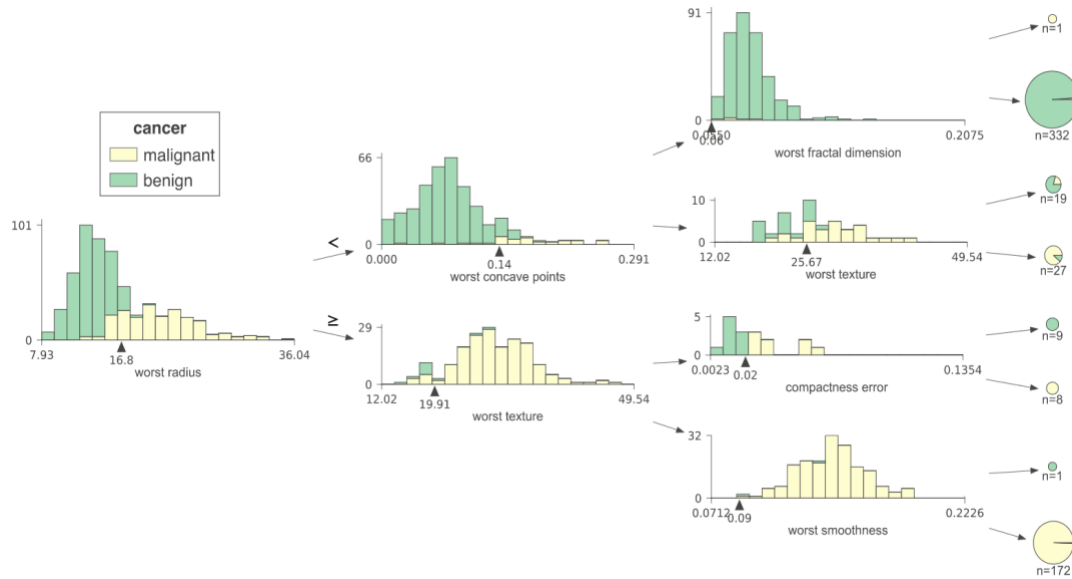 cancer
malignant
benign
101
0
7.93
36.04
16.8
worst radius
<
≥
66
0
0.000
0.291
0.14
worst concave points
29
0
12.02
49.54
19.91
worst texture
91
0
0.0550
0.2075
0.06
worst fractal dimension
10
0
12.02
49.54
25.67
worst texture
5
0
0.0023
0.1354
0.02
compactness error
32
0
0.0712
0.2226
0.09
worst smoothness
n=1
n=332
n=19
n=27
n=9
n=8
n=1
n=172